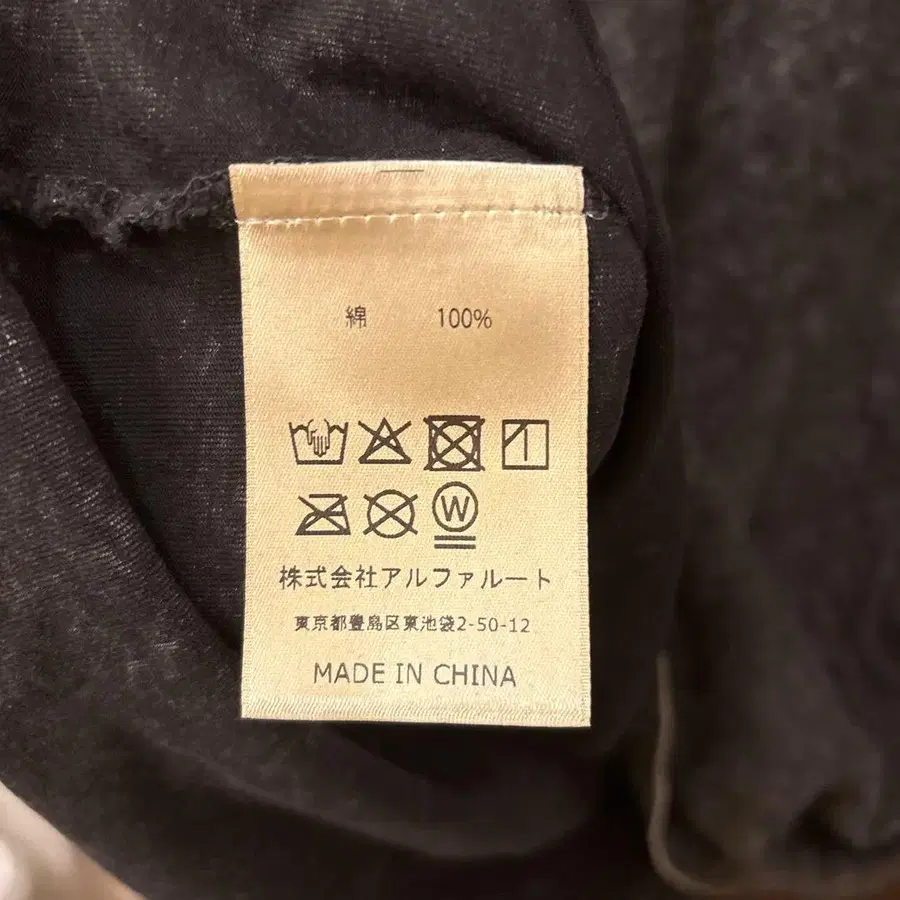 綿 100%
W
株式会社アルファルート
東京都豊島区東池袋2-50-12
MADE IN CHINA